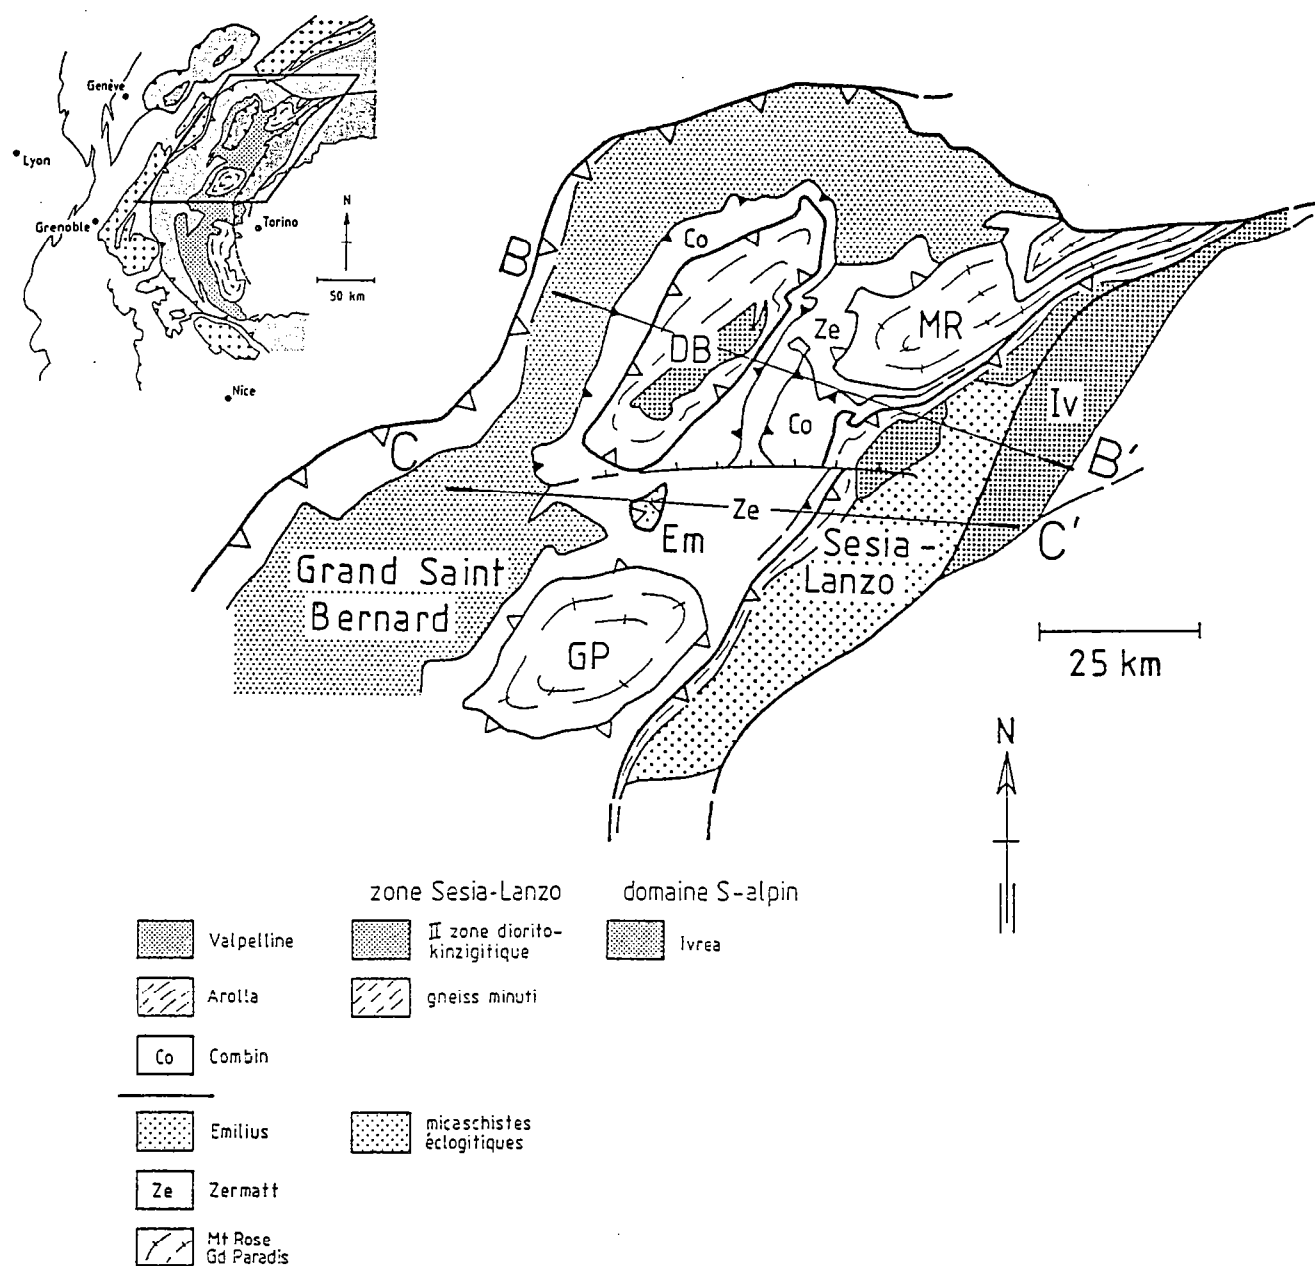 Genève
Lyon
Grenoble
Torino
N
50 km
Nice
B
Co
DB
Ze
MR
Iv
Co
C
B'
Ze
C'
Em
Sesia -
Lanzo
Grand Saint
Bernard
GP
25 km
N
zone Sesia-Lanzo
domaine S-alpin
Valpelline
II zone diorito-
kinzigitique
Ivrea
Arolla
gneiss minuti
Co
Combin
Emilius
micaschistes
éclogitiques
Ze
Zermatt
Mt Rose
Gd Paradis